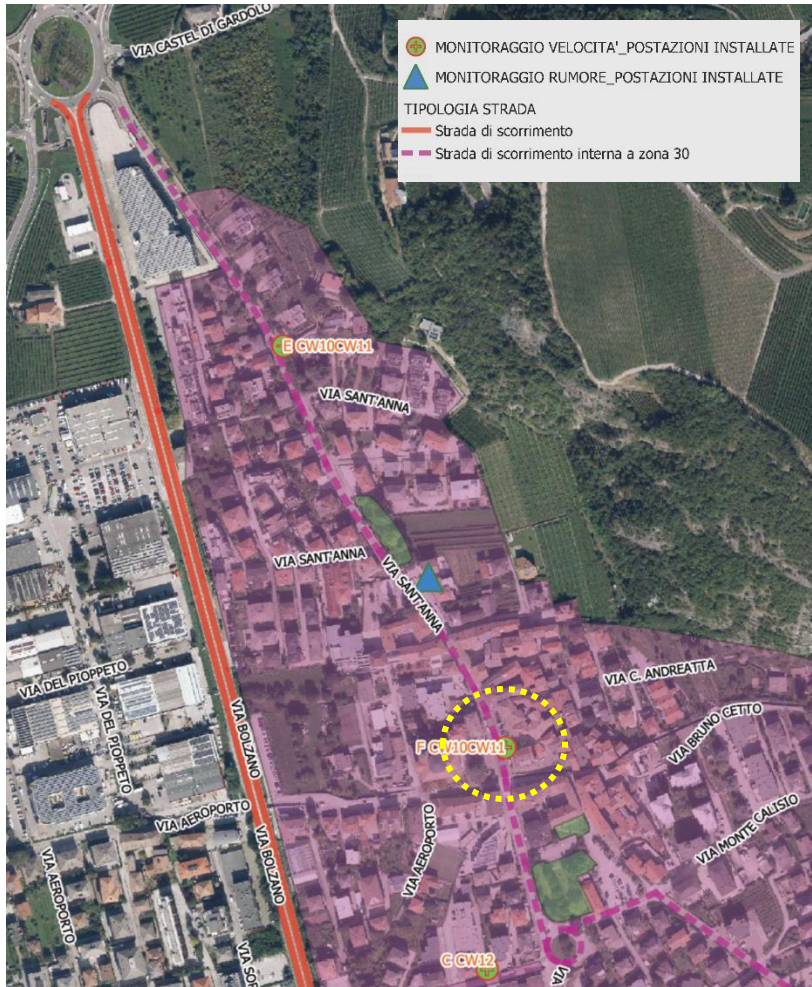 VIA CASTEL DI GARDOLO
MONITORAGGIO VELOCITA'_POSTAZIONI INSTALLATE
MONITORAGGIO RUMORE_POSTAZIONI INSTALLATE
TIPOLOGIA STRADA
Strada di scorrimento
Strada di scorrimento interna a zona 30
E CW10CW11
VIA SANT'ANNA
VIA SANT'ANNA
VIA SANT'ANNA
VIA C. ANDREATTA
VIA DEL PIOPPETO
VIA DEL PIOPPETO
VIA BOLZANO
VIA BRUNO CETTO
F CW10CW11
VIA AEROPORTO
VIA BOLZANO
VIA AEROPORTO
VIA MONTE CALISIO
VIA AEROPORTO
C CW12
VIA SOP
VIA